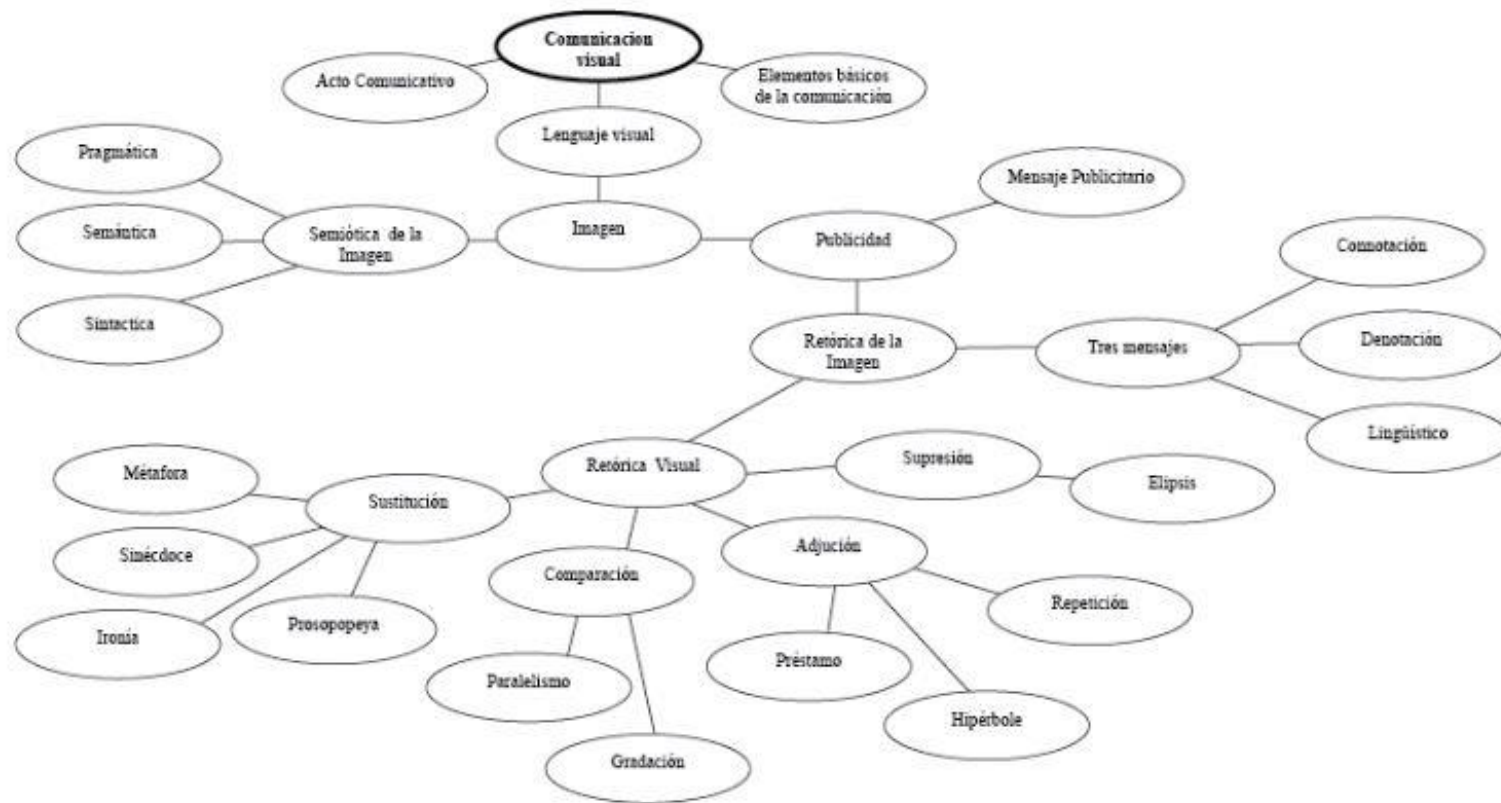 Comunicacion
visual
Acto Comunicativo
Elementos básicos
de la comunicación
Lenguaje visual
Pragmática
Mensaje Publicitario
Semántica
Semiótica de la
Imagen
Imagen
Publicidad
Connotación
Sintactica
Retórica de la
Imagen
Tres mensajes
Denotación
Lingüístico
Métafora
Sustitución
Retórica Visual
Supresión
Elipsis
Sinécdoce
Comparación
Adjución
Repetición
Ironía
Prosopopeya
Paralelismo
Préstamo
Hipérbole
Gradación